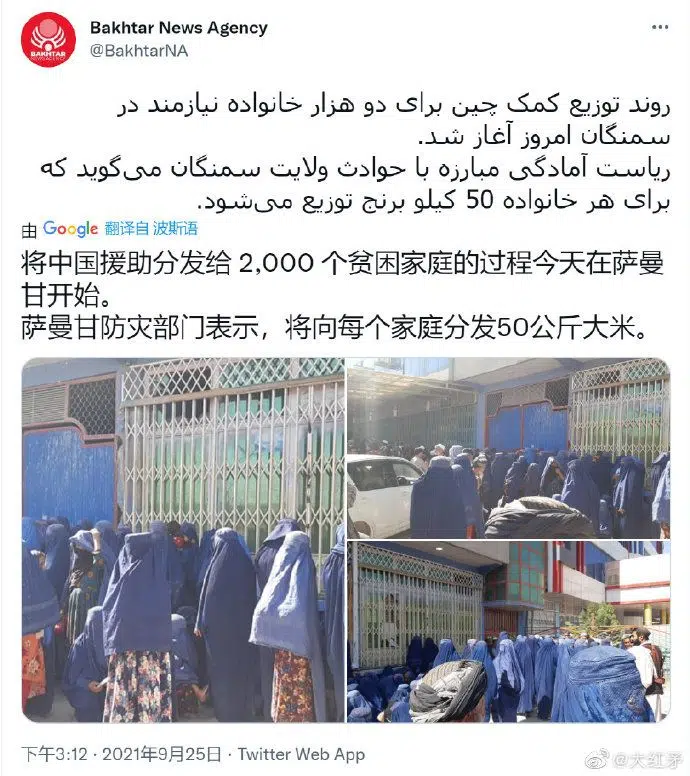 Bakhtar News Agency
@BakhtarNA
BAKHTAR
NEWS AGENCY
روند توزیع کمک چین برای دو هزار خانواده نیازمند در
سمنگان امروز آغاز شد.
ریاست آمادگی مبارزه با حوادث ولایت سمنگان می‌گوید که
برای هر خانواده 50 کیلو برنج توزیع می‌شود.
由 Google 翻译自 波斯语
将中国援助分发给 2,000 个贫困家庭的过程今天在萨曼
甘开始。
萨曼甘防灾部门表示，将向每个家庭分发50公斤大米。
下午3:12 · 2021年9月25日 · Twitter Web App
@大红矛